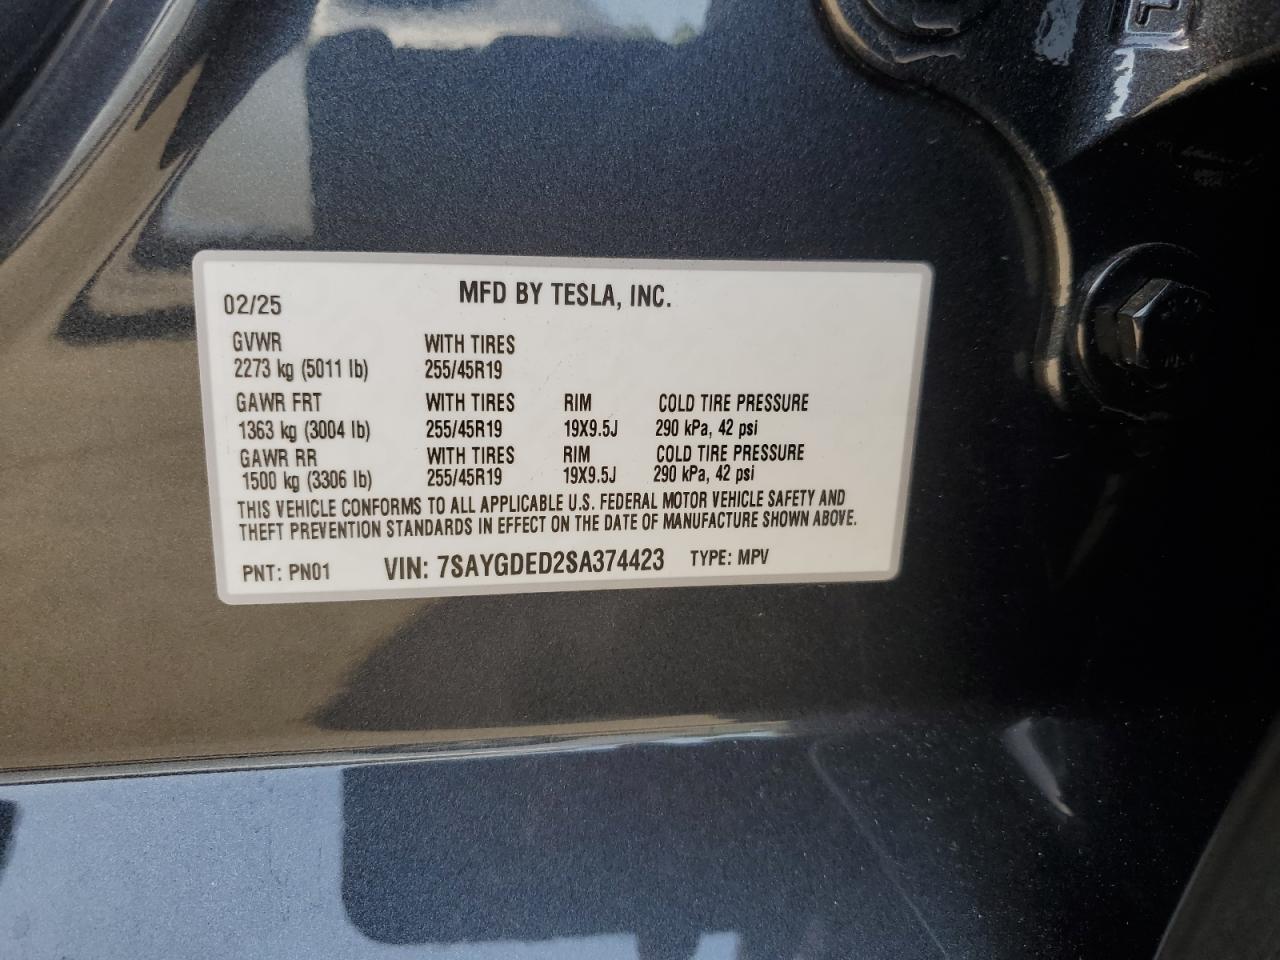 02/25 MFD BY TESLA, INC.
GVWR WITH TIRES
2273 kg (5011 lb) 255/45R19
GAWR FRT WITH TIRES RIM COLD TIRE PRESSURE
1363 kg (3004 lb) 255/45R19 19X9.5J 290 kPa, 42 psi
GAWR RR WITH TIRES RIM COLD TIRE PRESSURE
1500 kg (3306 lb) 255/45R19 19X9.5J 290 kPa, 42 psi
THIS VEHICLE CONFORMS TO ALL APPLICABLE U.S. FEDERAL MOTOR VEHICLE SAFETY AND
THEFT PREVENTION STANDARDS IN EFFECT ON THE DATE OF MANUFACTURE SHOWN ABOVE.
PNT: PN01 VIN: 7SAYGDED2SA374423 TYPE: MPV